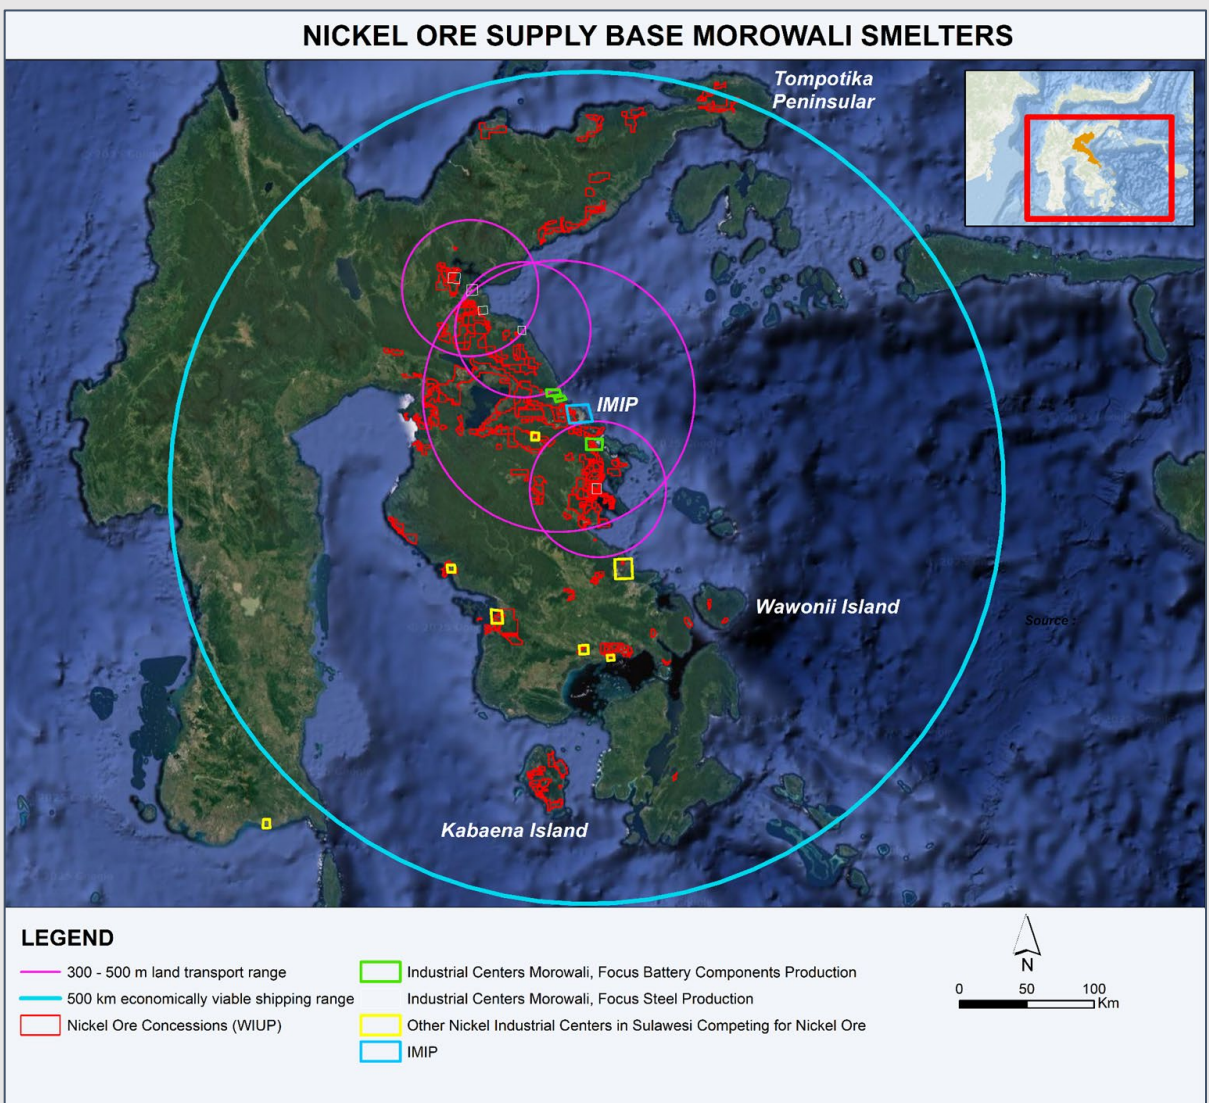 NICKEL ORE SUPPLY BASE MOROWALI SMELTERS
Tompotika
Peninsular
IMIP
Wawonii Island
Source :
Kabaena Island
LEGEND
300 - 500 m land transport range
500 km economically viable shipping range
Nickel Ore Concessions (WIUP)
Industrial Centers Morowali, Focus Battery Components Production
Industrial Centers Morowali, Focus Steel Production
Other Nickel Industrial Centers in Sulawesi Competing for Nickel Ore
IMIP
N
0 50 100
Km